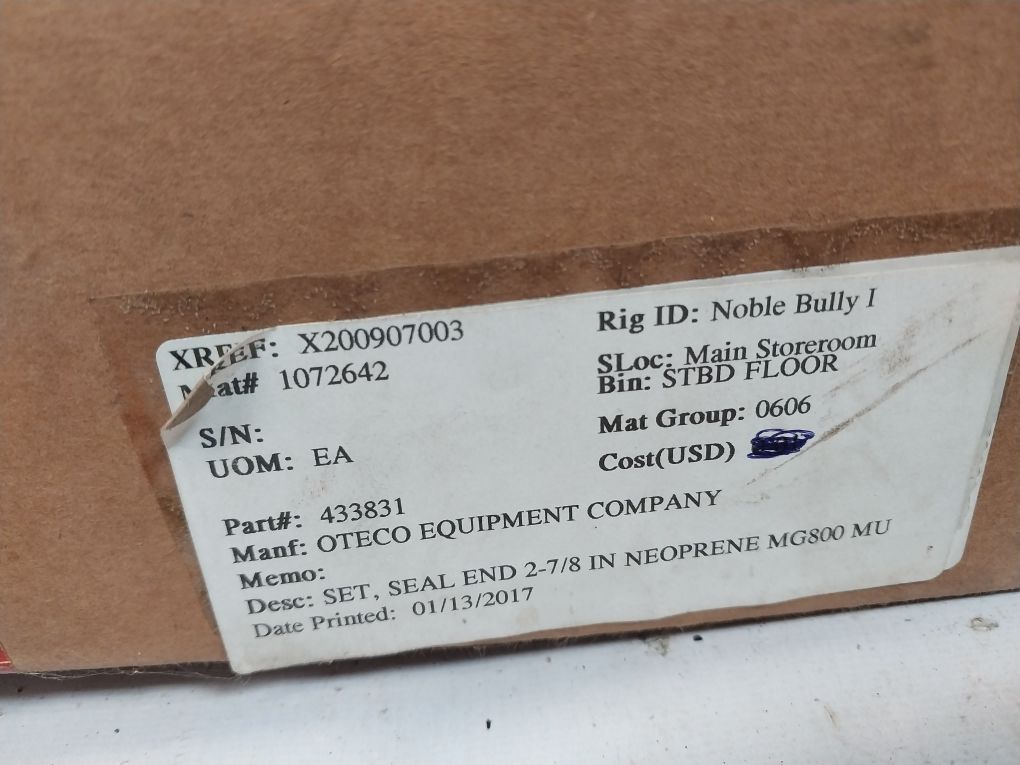 XREF: X200907003
Mat# 1072642
S/N:
UOM: EA
Rig ID: Noble Bully I
SLoc: Main Storeroom
Bin: STBD FLOOR
Mat Group: 0606
Cost(USD)
Part#: 433831
Manf: OTECO EQUIPMENT COMPANY
Memo:
Desc: SET, SEAL END 2-7/8 IN NEOPRENE MG800 MU
Date Printed: 01/13/2017